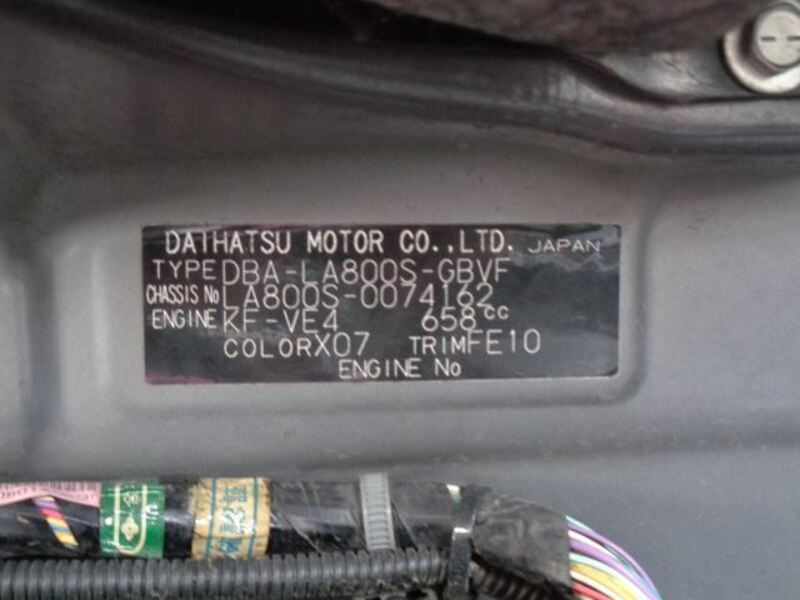 DAIHATSU MOTOR CO.,LTD. JAPAN
TYPE DBA-LA800S-GBVF
CHASSIS No LA800S-0074162
ENGINE KF-VE4 658cc
COLOR X07 TRIM FE10
ENGINE No